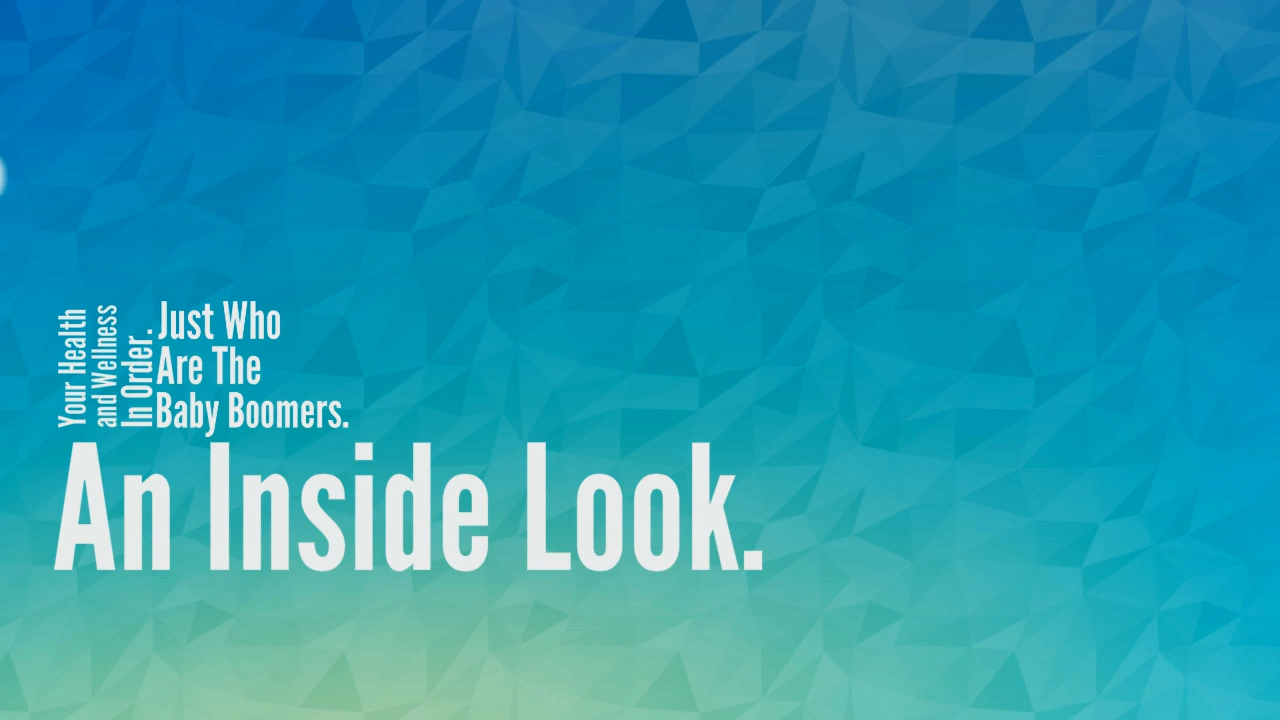 Your Health
and Wellness
In Order.
Just Who
Are The
Baby Boomers.
An Inside Look.